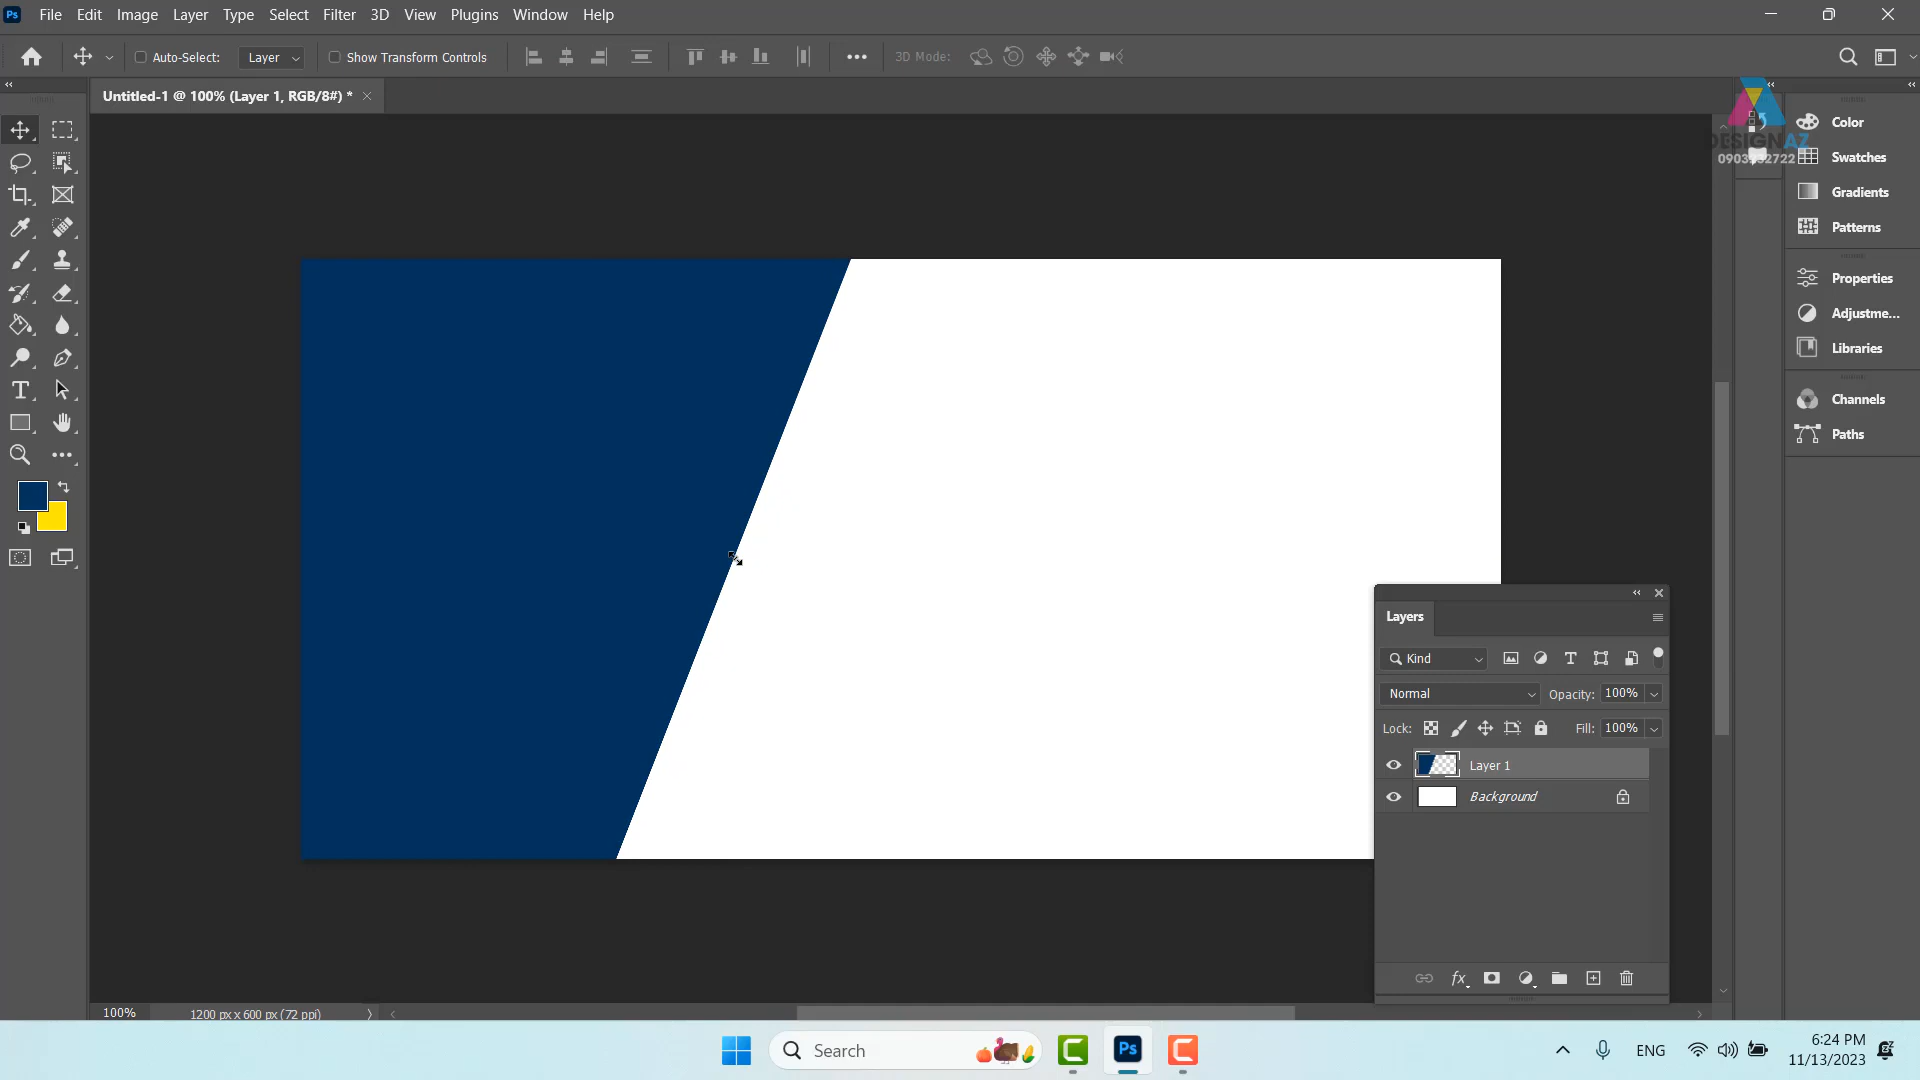 File Edit Image Layer Type Select Filter 3D View Plugins Window Help
Auto-Select: Layer Show Transform Controls 3D Mode:
Untitled-1 @ 100% (Layer 1, RGB/8#) *
Color
DESIGNAZ
Swatches
Gradients
Patterns
Properties
Adjustme...
Libraries
Channels
Paths
Layers
Kind
Normal Opacity: 100%
Lock: Fill: 100%
Layer 1
Background
100% 1200 px x 600 px (72 ppi)
Ps
Search
Ps
ENG
6:24 PM
11/13/2023